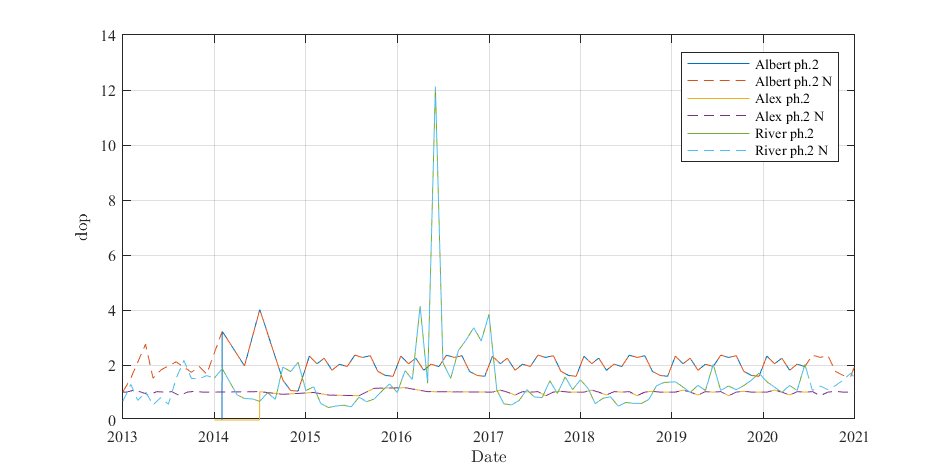 14
12
10
8
6
4
2
0
dop
2013 2014 2015 2016 2017 2018 2019 2020 2021
Date
Albert ph.2
Albert ph.2 N
Alex ph.2
Alex ph.2 N
River ph.2
River ph.2 N